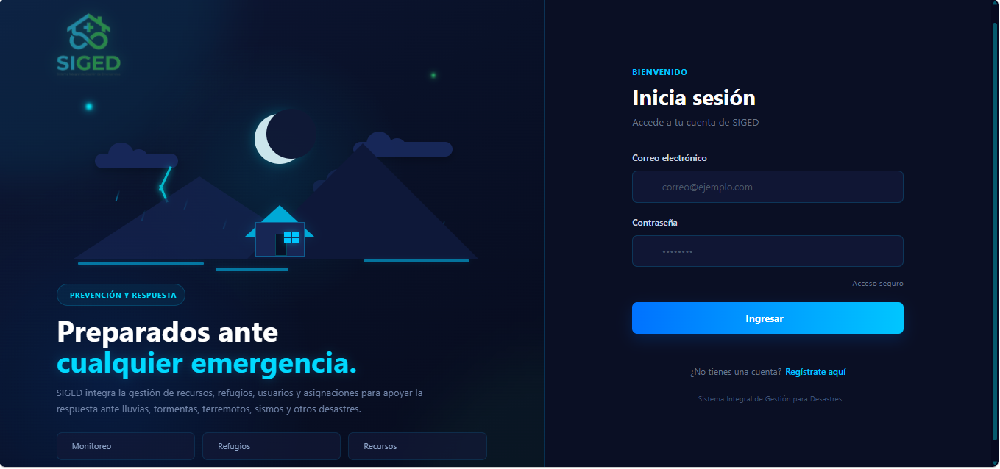 SIGED
PREVENCIÓN Y RESPUESTA
Preparados ante
cualquier emergencia.
SIGED integra la gestión de recursos, refugios, usuarios y asignaciones para apoyar la
respuesta ante lluvias, tormentas, terremotos, sismos y otros desastres.
Monitoreo
Refugios
Recursos
BIENVENIDO
Inicia sesión
Accede a tu cuenta de SIGED
Correo electrónico
correo@ejemplo.com
Contraseña
••••••••
Acceso seguro
Ingresar
¿No tienes una cuenta? Regístrate aquí
Sistema Integral de Gestión para Desastres